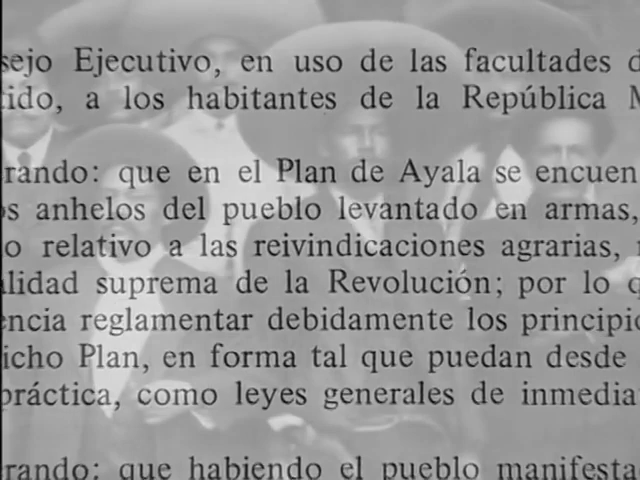 sejo Ejecutivo, en uso de las facultades d
ido, a los habitantes de la República M
rando: que en el Plan de Ayala se encuen
s anhelos del pueblo levantado en armas,
o relativo a las reivindicaciones agrarias,
lidad suprema de la Revolución; por lo q
ncia reglamentar debidamente los principio
icho Plan, en forma tal que puedan desde
práctica, como leyes generales de inmedia
rando: que habiendo el pueblo manifesta